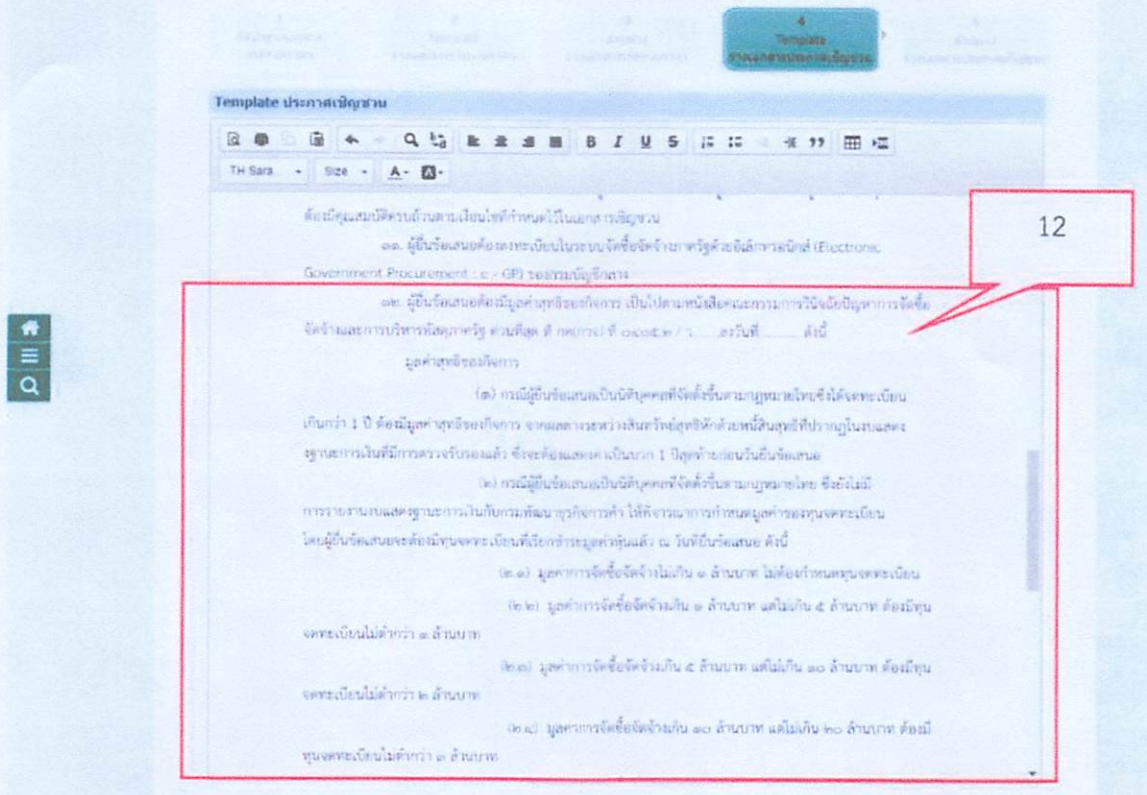 4
Template
ร่างเอกสารประกาศเชิญชวน
Template ประกาศเชิญชวน
B I U S
TH Sara...
Size
A
A
12
ต้องมีคุณสมบัติครบถ้วนตามเงื่อนไขที่กำหนดไว้ในเอกสารเชิญชวน
๑๑. ผู้ยื่นข้อเสนอต้องลงทะเบียนในระบบจัดซื้อจัดจ้างภาครัฐด้วยอิเล็กทรอนิกส์ (Electronic
Government Procurement : e - GP) ของกรมบัญชีกลาง
๑๒. ผู้ยื่นข้อเสนอต้องมีมูลค่าสุทธิของกิจการ เป็นไปตามหนังสือคณะกรรมการวินิจฉัยปัญหาการจัดซื้อ
จัดจ้างและการบริหารพัสดุภาครัฐ ด่วนที่สุด ที่ กค(กวจ) ที่ ๐๔๐๕.๒ / ว.......ลงวันที่.......... ดังนี้
มูลค่าสุทธิของกิจการ
(๑) กรณีผู้ยื่นข้อเสนอเป็นนิติบุคคลที่จัดตั้งขึ้นตามกฎหมายไทยซึ่งได้จดทะเบียน
เกินกว่า 1 ปี ต้องมีมูลค่าสุทธิของกิจการ จากผลต่างระหว่างสินทรัพย์สุทธิหักด้วยหนี้สินสุทธิที่ปรากฏในงบแสดง
งฐานะการเงินที่มีการตรวจรับรองแล้ว ซึ่งจะต้องแสดงค่าเป็นบวก 1 ปีสุดท้ายก่อนวันยื่นข้อเสนอ
(๒) กรณีผู้ยื่นข้อเสนอเป็นนิติบุคคลที่จัดตั้งขึ้นตามกฎหมายไทย ซึ่งยังไม่มี
การรายงานงบแสดงฐานะการเงินกับกรมพัฒนาธุรกิจการค้า ให้พิจารณาการกำหนดมูลค่าของทุนจดทะเบียน
โดยผู้ยื่นข้อเสนอจะต้องมีทุนจดทะเบียนที่เรียกชำระมูลค่าหุ้นแล้ว ณ วันที่ยื่นข้อเสนอ ดังนี้
(๒.๑) มูลค่าการจัดซื้อจัดจ้างไม่เกิน ๑ ล้านบาท ไม่ต้องกำหนดทุนจดทะเบียน
(๒.๒) มูลค่าการจัดซื้อจัดจ้างเกิน ๑ ล้านบาท แต่ไม่เกิน ๕ ล้านบาท ต้องมีทุน
จดทะเบียนไม่ต่ำกว่า ๑ ล้านบาท
(๒.๓) มูลค่าการจัดซื้อจัดจ้างเกิน ๕ ล้านบาท แต่ไม่เกิน ๑๐ ล้านบาท ต้องมีทุน
จดทะเบียนไม่ต่ำกว่า ๒ ล้านบาท
(๒.๔) มูลค่าการจัดซื้อจัดจ้างเกิน ๑๐ ล้านบาท แต่ไม่เกิน ๒๐ ล้านบาท ต้องมี
ทุนจดทะเบียนไม่ต่ำกว่า ๓ ล้านบาท